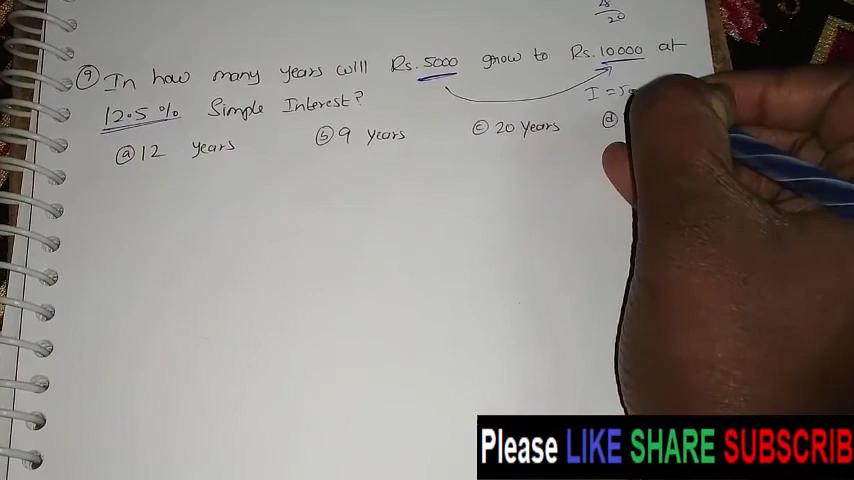 20
⑨ In how many years will Rs. 5000 grow to Rs. 10000 at
I =
12.5 % Simple Interest?
ⓐ 12 years ⓑ 9 years ⓒ 20 years ⓓ
Please LIKE SHARE SUBSCRIB